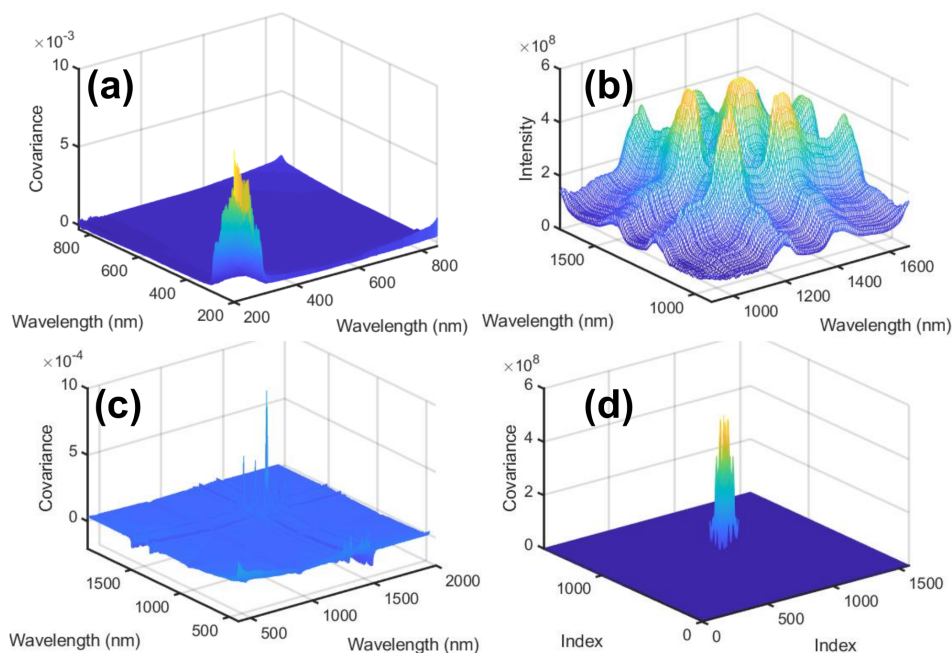 (a)
×10⁻³
10
5
0
Covariance
800
600
400
200
Wavelength (nm)
200
400
600
800
Wavelength (nm)
(b)
×10⁸
6
4
2
0
Intensity
1500
1000
Wavelength (nm)
1000
1200
1400
1600
Wavelength (nm)
(c)
×10⁻⁴
10
5
0
Covariance
1500
1000
500
Wavelength (nm)
500
1000
1500
2000
Wavelength (nm)
(d)
×10⁸
6
4
2
0
Covariance
1000
0
Index
0
500
1000
1500
Index